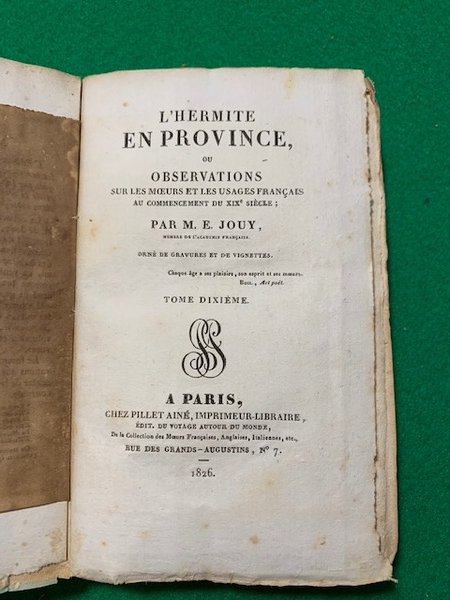 L'HERMITE
EN PROVINCE,
OU
OBSERVATIONS
SUR LES MŒURS ET LES USAGES FRANÇAIS
AU COMMENCEMENT DU XIXe SIÈCLE ;
PAR M. E. JOUY,
MEMBRE DE L'ACADÉMIE FRANÇAISE.
ORNÉ DE GRAVURES ET DE VIGNETTES.
Chaque âge a ses plaisirs, son esprit et ses mœurs.
BOIL., Art poét.
TOME DIXIÈME.
A PARIS,
CHEZ PILLET AINÉ, IMPRIMEUR-LIBRAIRE,
ÉDIT. DU VOYAGE AUTOUR DU MONDE,
De la Collection des Mœurs Françaises, Anglaises, Italiennes, etc.,
RUE DES GRANDS-AUGUSTINS, No 7.
1826.